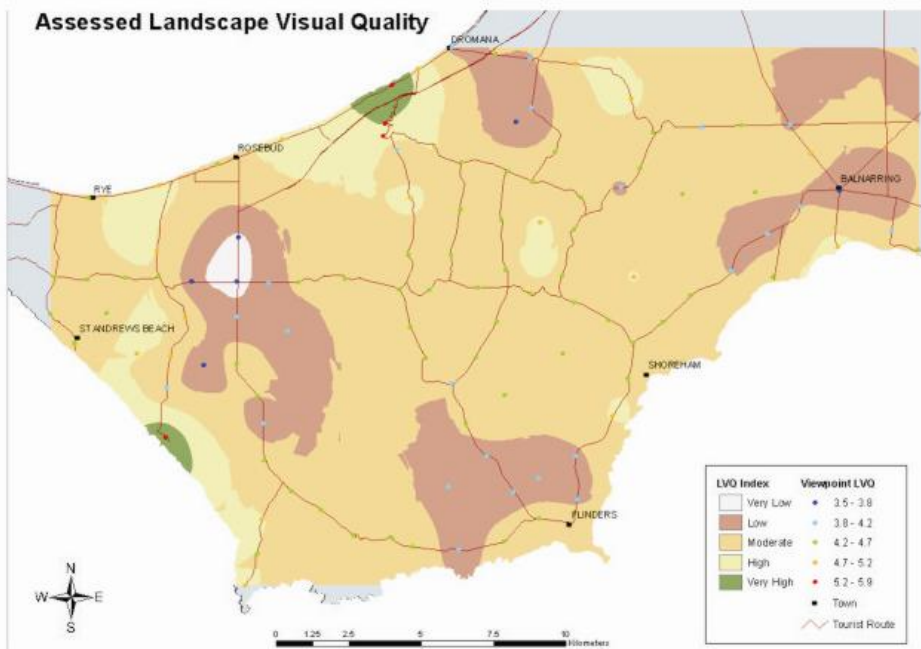 Assessed Landscape Visual Quality
DROMANA
ROSEBUD
RYE
BALNARRING
ST ANDREWS BEACH
SHOREHAM
FLINDERS
LVQ Index
Very Low
Low
Moderate
High
Very High
Viewpoint LVQ
3.5 - 3.8
3.8 - 4.2
4.2 - 4.7
4.7 - 5.2
5.2 - 5.9
Town
Tourist Route
N
W E
S
0 1.25 2.5 5 7.5 10
Kilometers